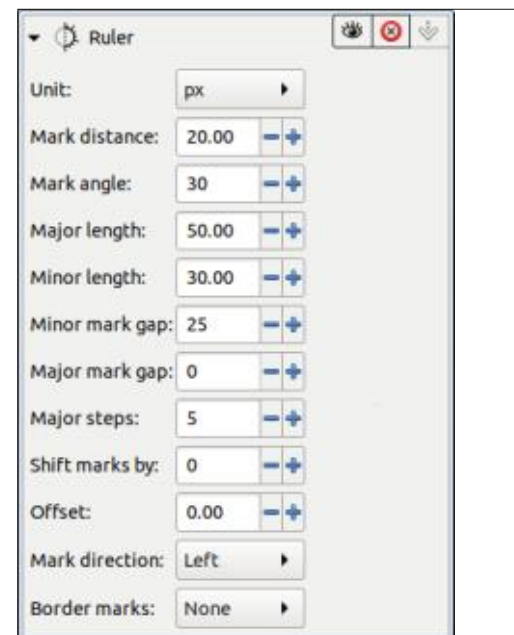 Ruler
Unit: px
Mark distance: 20.00
Mark angle: 30
Major length: 50.00
Minor length: 30.00
Minor mark gap: 25
Major mark gap: 0
Major steps: 5
Shift marks by: 0
Offset: 0.00
Mark direction: Left
Border marks: None